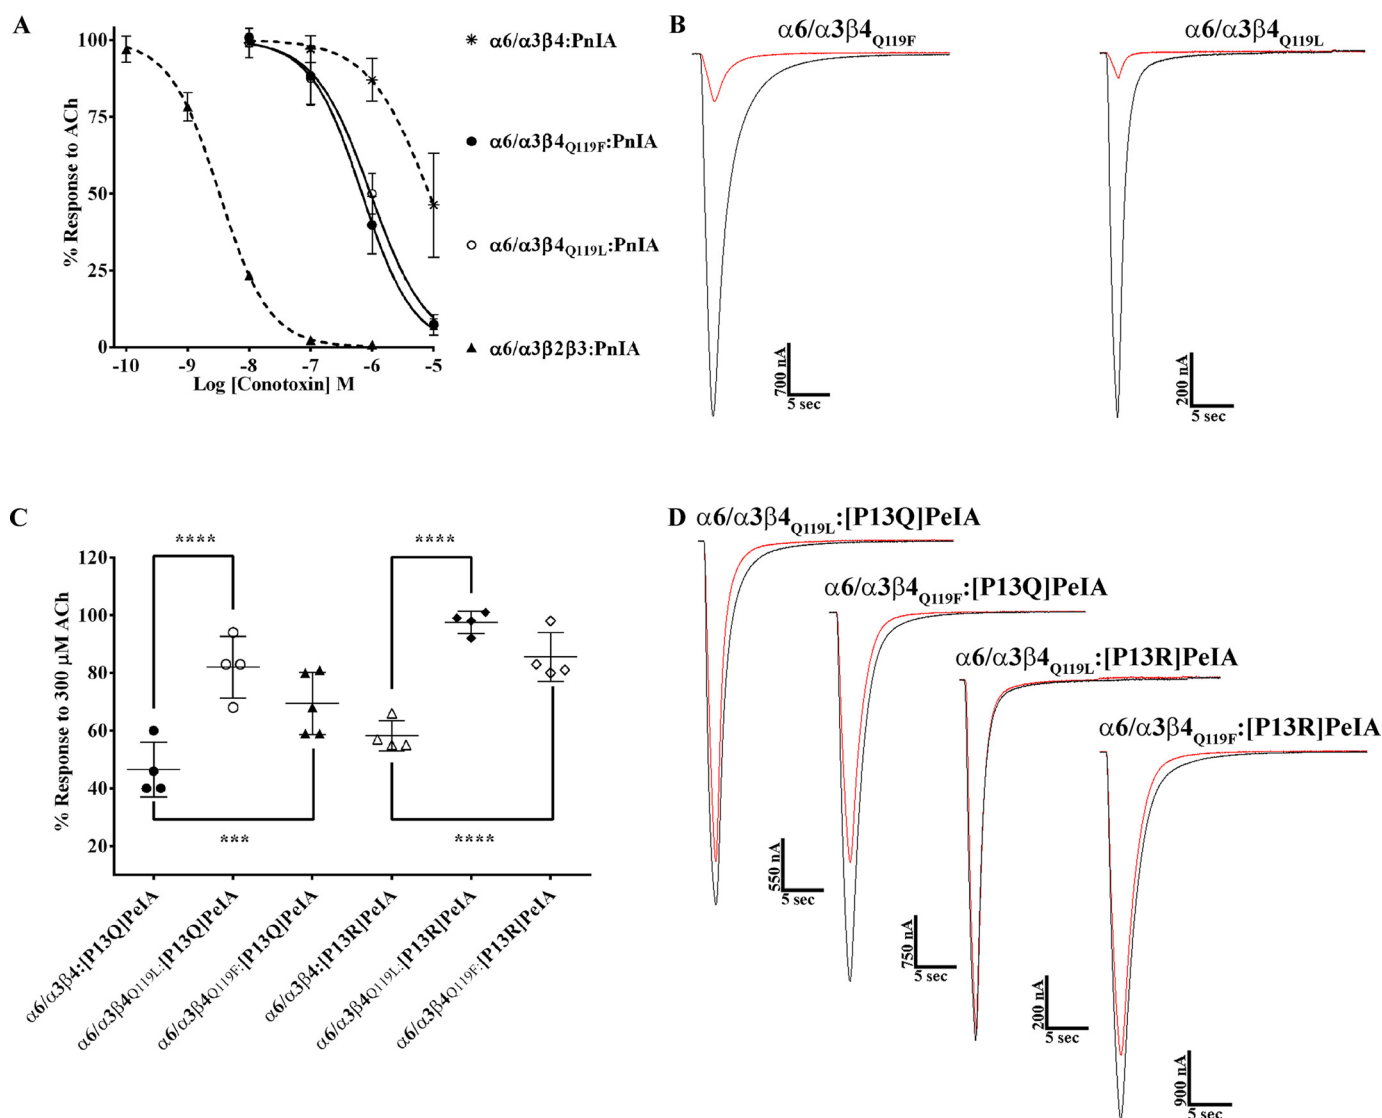 A
% Response to ACh
100
75
50
25
0
-10 -9 -8 -7 -6 -5
Log [Conotoxin] M
α6/α3β4:PnIA
α6/α3β4Q119F:PnIA
α6/α3β4Q119L:PnIA
α6/α3β2β3:PnIA
B
α6/α3β4Q119F
700 nA
5 sec
α6/α3β4Q119L
200 nA
5 sec
C
% Response to 300 µM ACh
120
100
80
60
40
20
****
****
***
****
α6/α3β4:[P13Q]PeIA
α6/α3β4Q119L:[P13Q]PeIA
α6/α3β4Q119F:[P13Q]PeIA
α6/α3β4:[P13R]PeIA
α6/α3β4Q119L:[P13R]PeIA
α6/α3β4Q119F:[P13R]PeIA
D
α6/α3β4Q119L:[P13Q]PeIA
550 nA
5 sec
α6/α3β4Q119F:[P13Q]PeIA
750 nA
5 sec
α6/α3β4Q119L:[P13R]PeIA
200 nA
5 sec
α6/α3β4Q119F:[P13R]PeIA
900 nA
5 sec